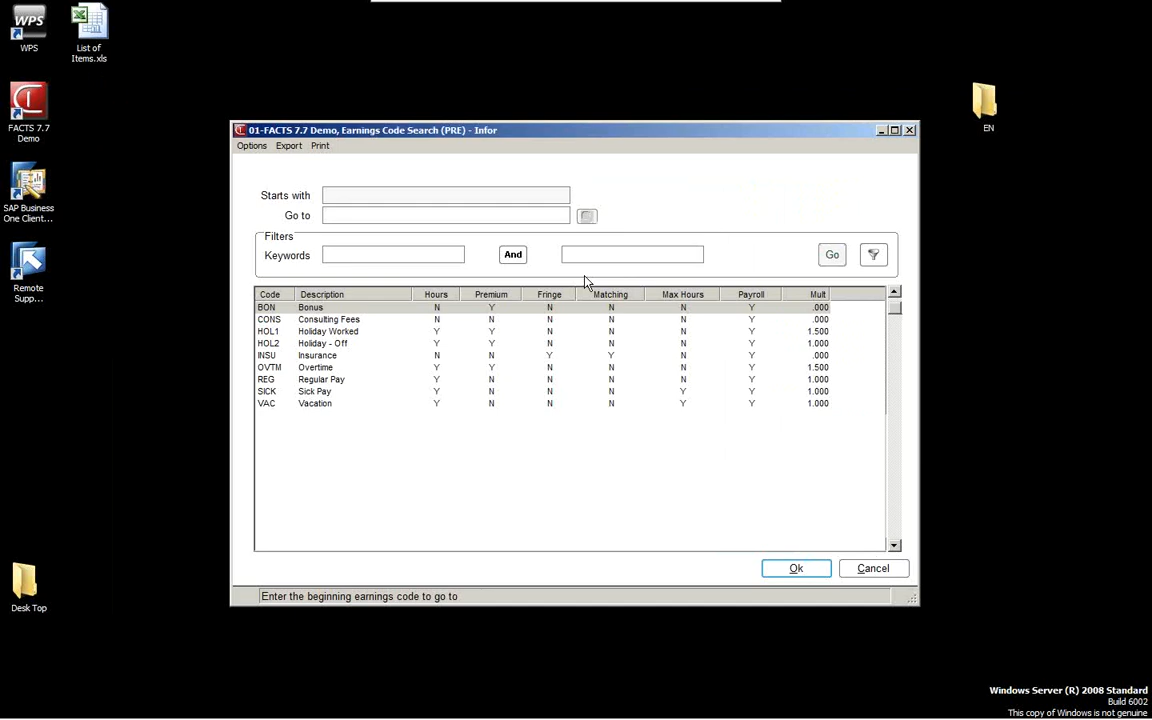 WPS
WPS
List of
Items.xls
FACTS 7.7
Demo
SAP Business
One Client...
Remote
Supp...
Desk Top
EN
01-FACTS 7.7 Demo, Earnings Code Search (PRE) - Infor
Options Export Print
Starts with
Go to
Filters
Keywords And Go
Code Description Hours Premium Fringe Matching Max Hours Payroll Mult
BON Bonus N Y N N N Y .000
CONS Consulting Fees N N N N N Y .000
HOL1 Holiday Worked Y Y N N N Y 1.500
HOL2 Holiday - Off Y Y N N N Y 1.000
INSU Insurance N N Y Y N Y .000
OVTM Overtime Y Y N N N Y 1.500
REG Regular Pay Y N N N N Y 1.000
SICK Sick Pay Y N N N Y Y 1.000
VAC Vacation Y N N N Y Y 1.000
Ok Cancel
Enter the beginning earnings code to go to
Windows Server (R) 2008 Standard
Build 6002
This copy of Windows is not genuine